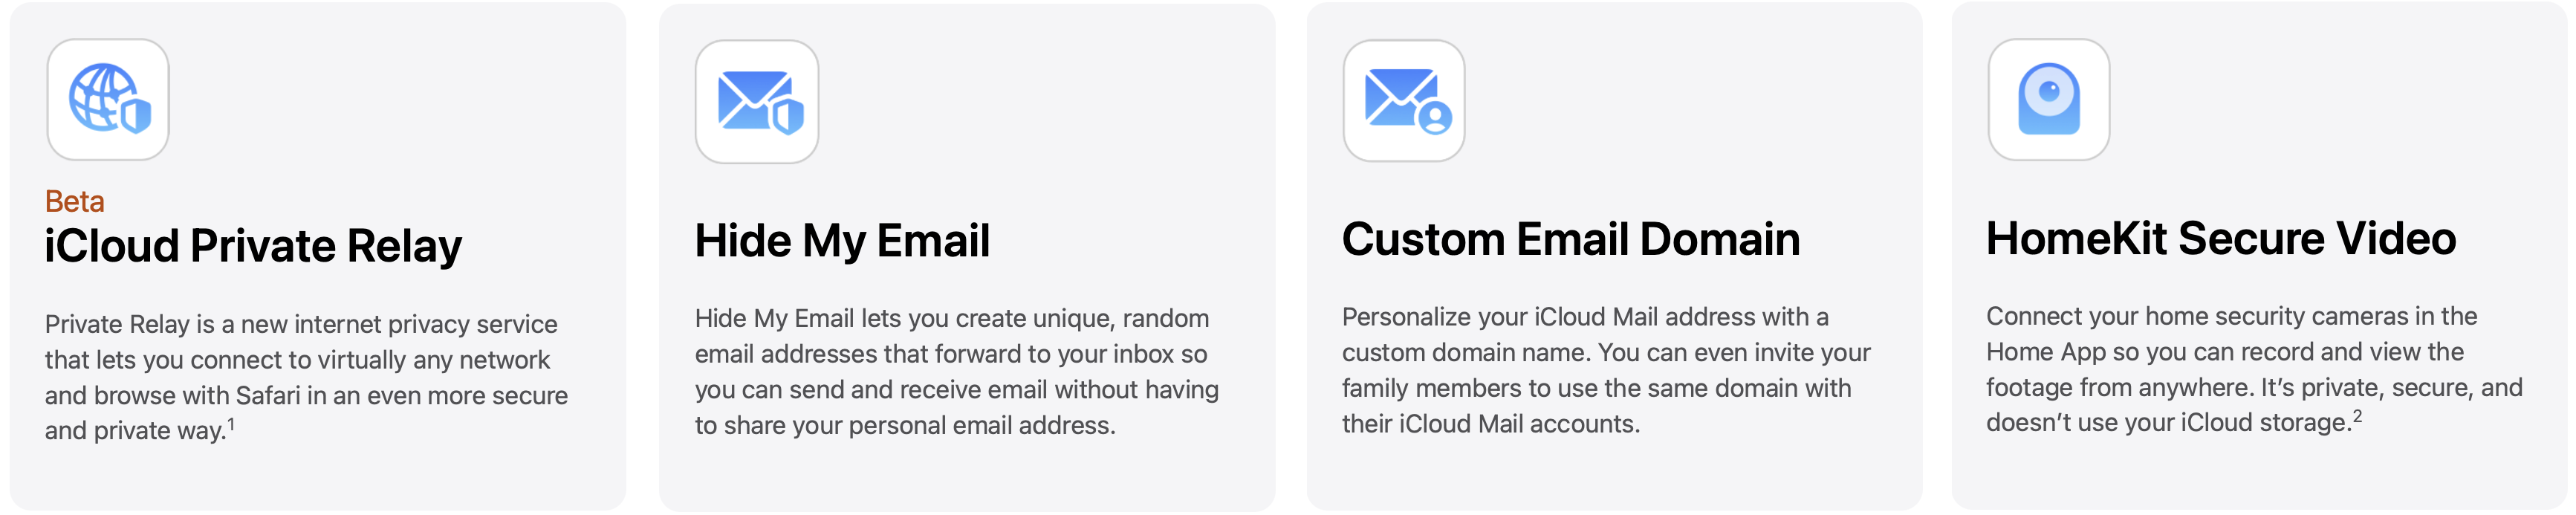 Beta
iCloud Private Relay
Private Relay is a new internet privacy service
that lets you connect to virtually any network
and browse with Safari in an even more secure
and private way.¹
Hide My Email
Hide My Email lets you create unique, random
email addresses that forward to your inbox so
you can send and receive email without having
to share your personal email address.
Custom Email Domain
Personalize your iCloud Mail address with a
custom domain name. You can even invite your
family members to use the same domain with
their iCloud Mail accounts.
HomeKit Secure Video
Connect your home security cameras in the
Home App so you can record and view the
footage from anywhere. It’s private, secure, and
doesn’t use your iCloud storage.²